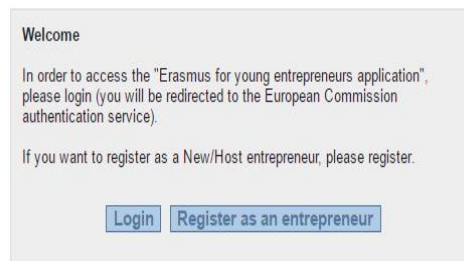 Welcome
In order to access the "Erasmus for young entrepreneurs application",
please login (you will be redirected to the European Commission
authentication service).
If you want to register as a New/Host entrepreneur, please register.
Login Register as an entrepreneur